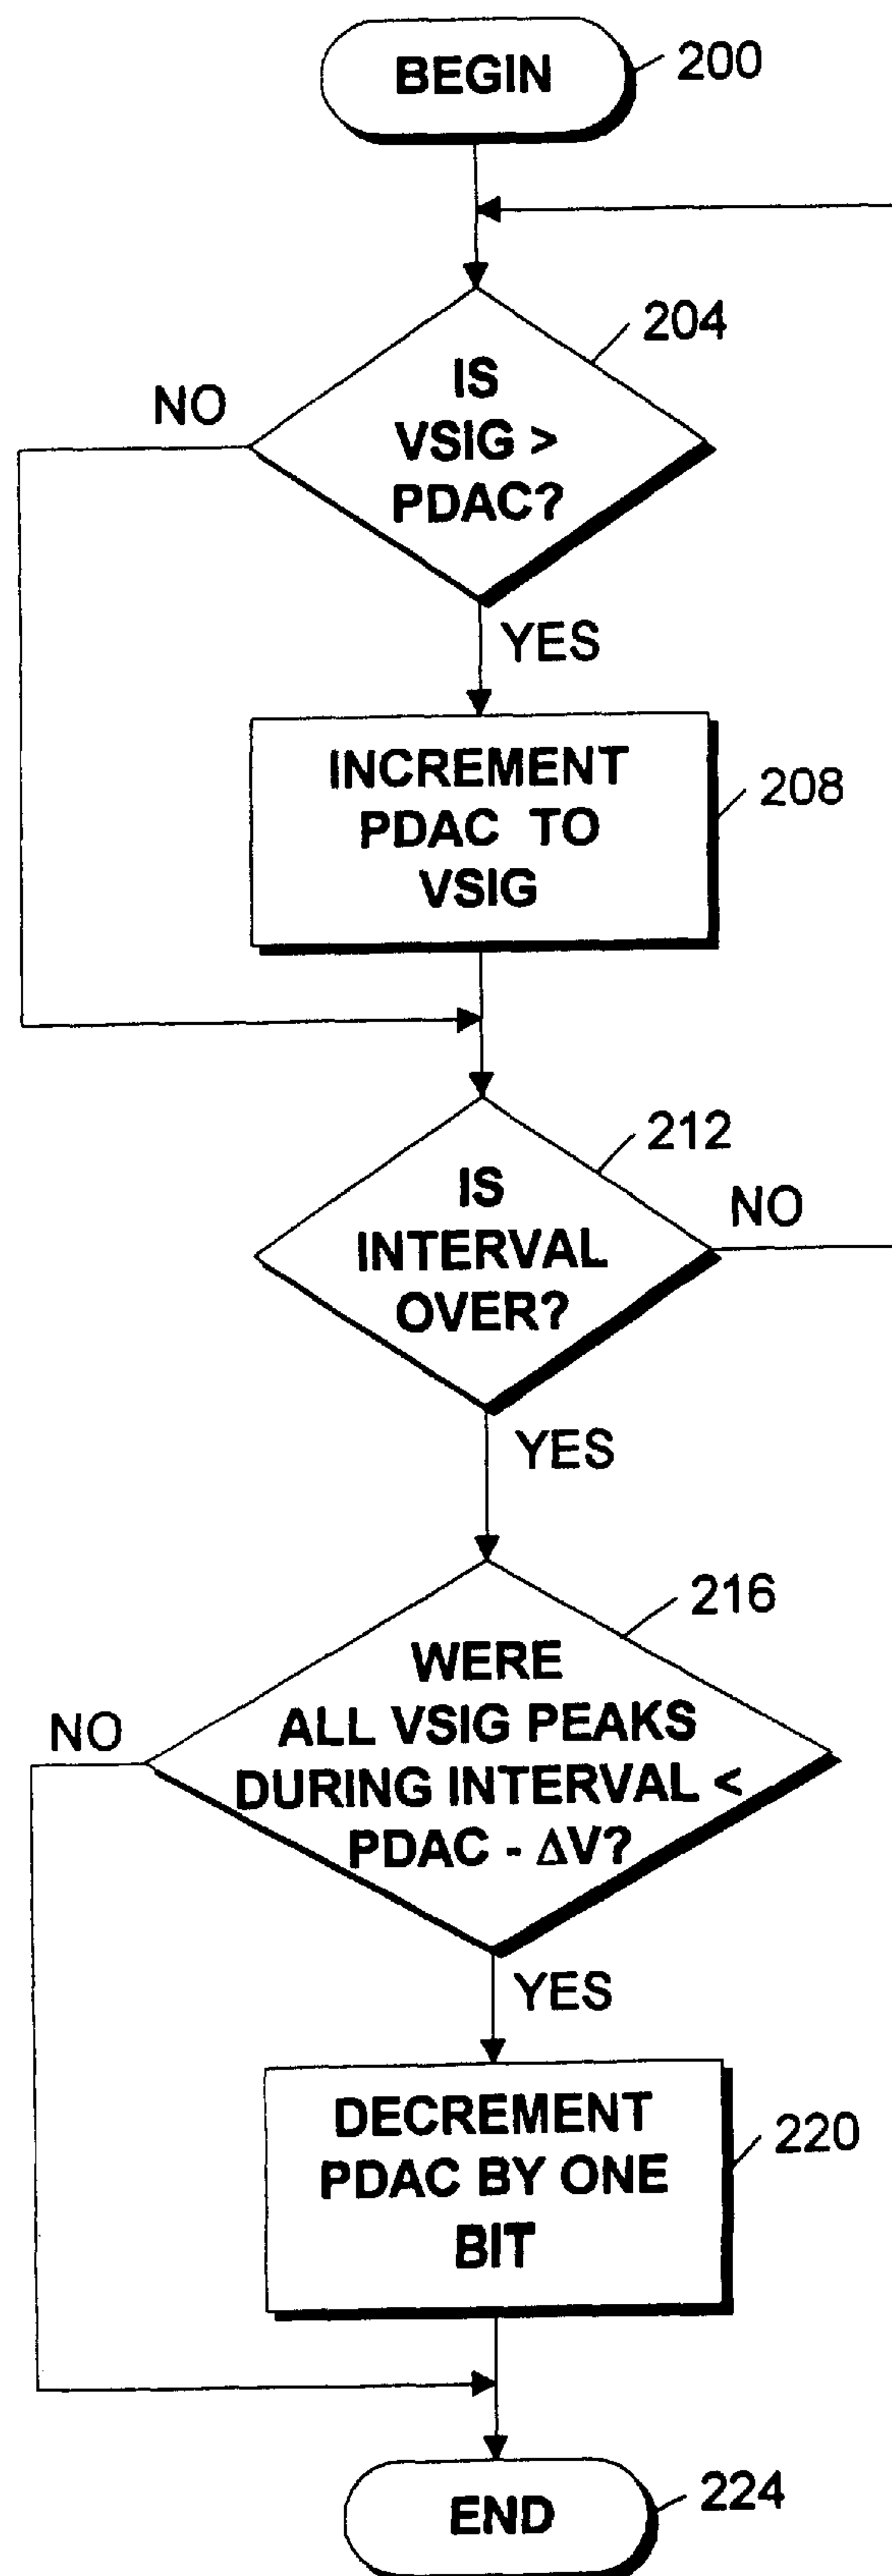 BEGIN
200
204
IS
VSIG >
PDAC?
NO
YES
INCREMENT
PDAC TO
VSIG
208
212
IS
INTERVAL
OVER?
NO
YES
216
WERE
ALL VSIG PEAKS
DURING INTERVAL <
PDAC - ΔV?
NO
YES
DECREMENT
PDAC BY ONE
BIT
220
END
224